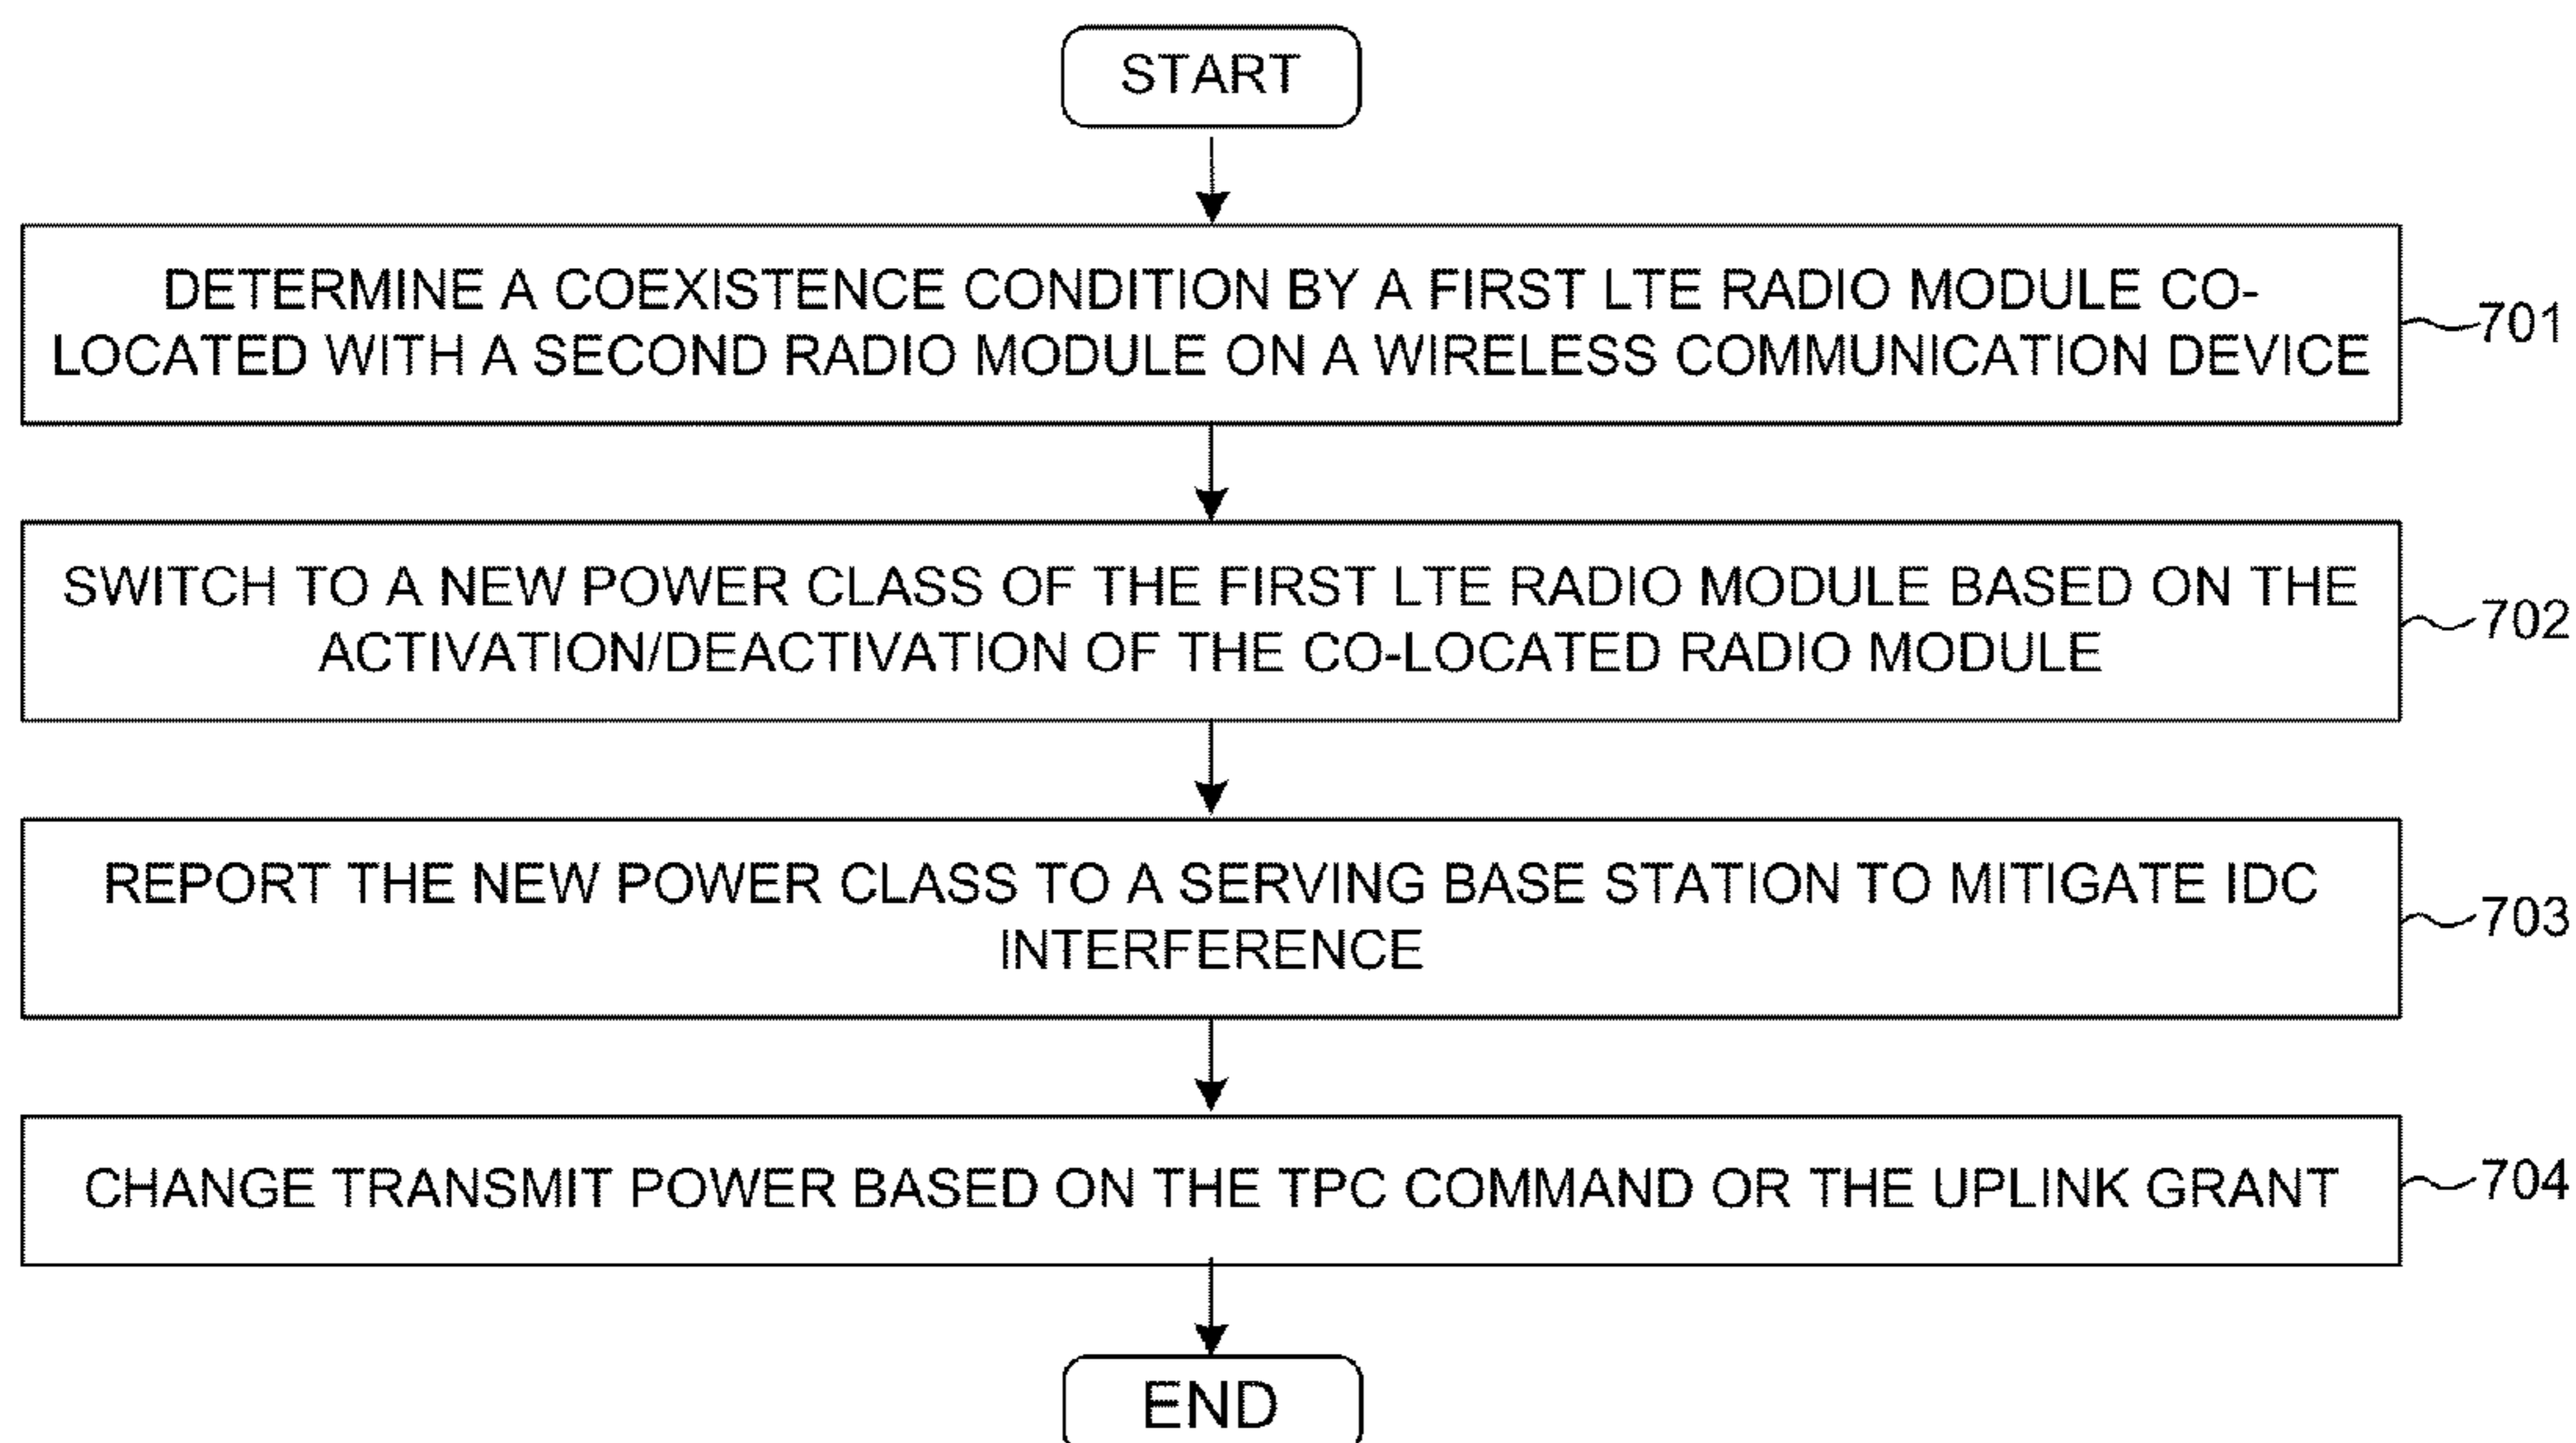 START
DETERMINE A COEXISTENCE CONDITION BY A FIRST LTE RADIO MODULE CO-
LOCATED WITH A SECOND RADIO MODULE ON A WIRELESS COMMUNICATION DEVICE
701
SWITCH TO A NEW POWER CLASS OF THE FIRST LTE RADIO MODULE BASED ON THE
ACTIVATION/DEACTIVATION OF THE CO-LOCATED RADIO MODULE
702
REPORT THE NEW POWER CLASS TO A SERVING BASE STATION TO MITIGATE IDC
INTERFERENCE
703
CHANGE TRANSMIT POWER BASED ON THE TPC COMMAND OR THE UPLINK GRANT
704
END